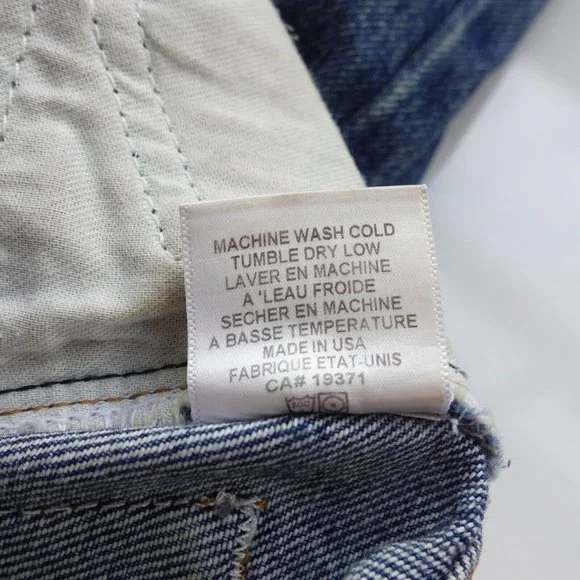 MACHINE WASH COLD
TUMBLE DRY LOW
LAVER EN MACHINE
A 'LEAU FROIDE
SECHER EN MACHINE
A BASSE TEMPERATURE
MADE IN USA
FABRIQUE ETAT-UNIS
CA# 19371